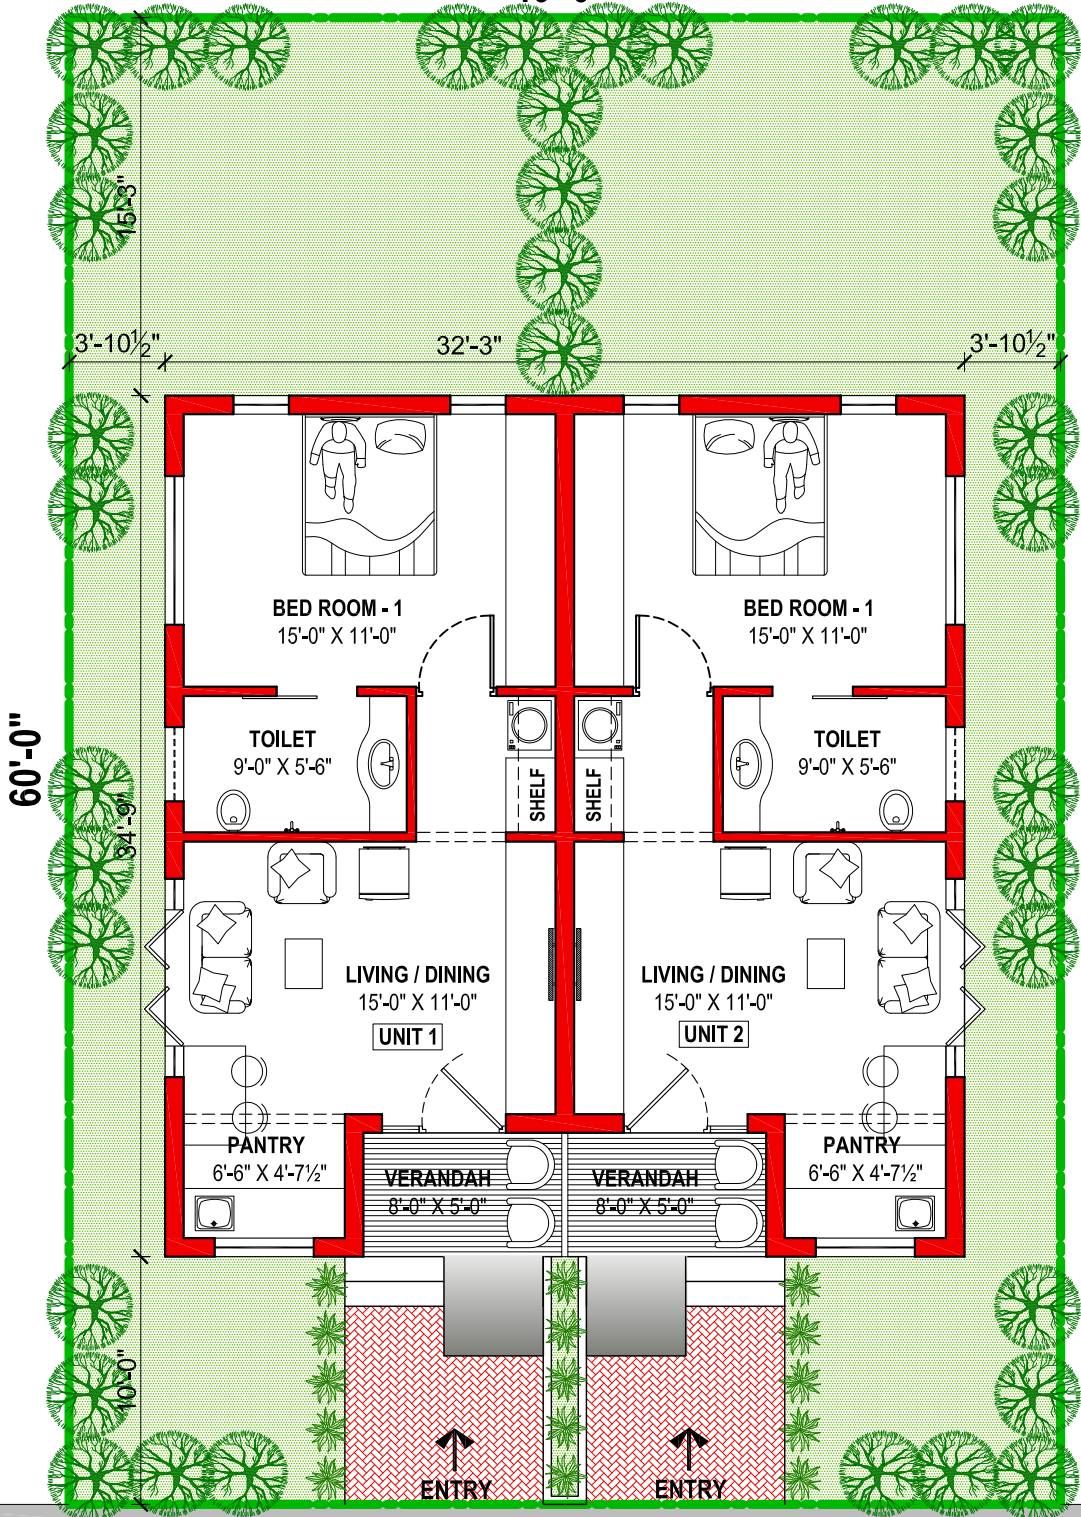 15'-3"
3'-10½"
32'-3"
3'-10½"
BED ROOM - 1
15'-0" X 11'-0"
BED ROOM - 1
15'-0" X 11'-0"
60'-0"
TOILET
9'-0" X 5'-6"
TOILET
9'-0" X 5'-6"
SHELF
SHELF
34'-9"
LIVING / DINING
15'-0" X 11'-0"
UNIT 1
LIVING / DINING
15'-0" X 11'-0"
UNIT 2
PANTRY
6'-6" X 4'-7½"
VERANDAH
8'-0" X 5'-0"
VERANDAH
8'-0" X 5'-0"
PANTRY
6'-6" X 4'-7½"
10'-0"
ENTRY
ENTRY